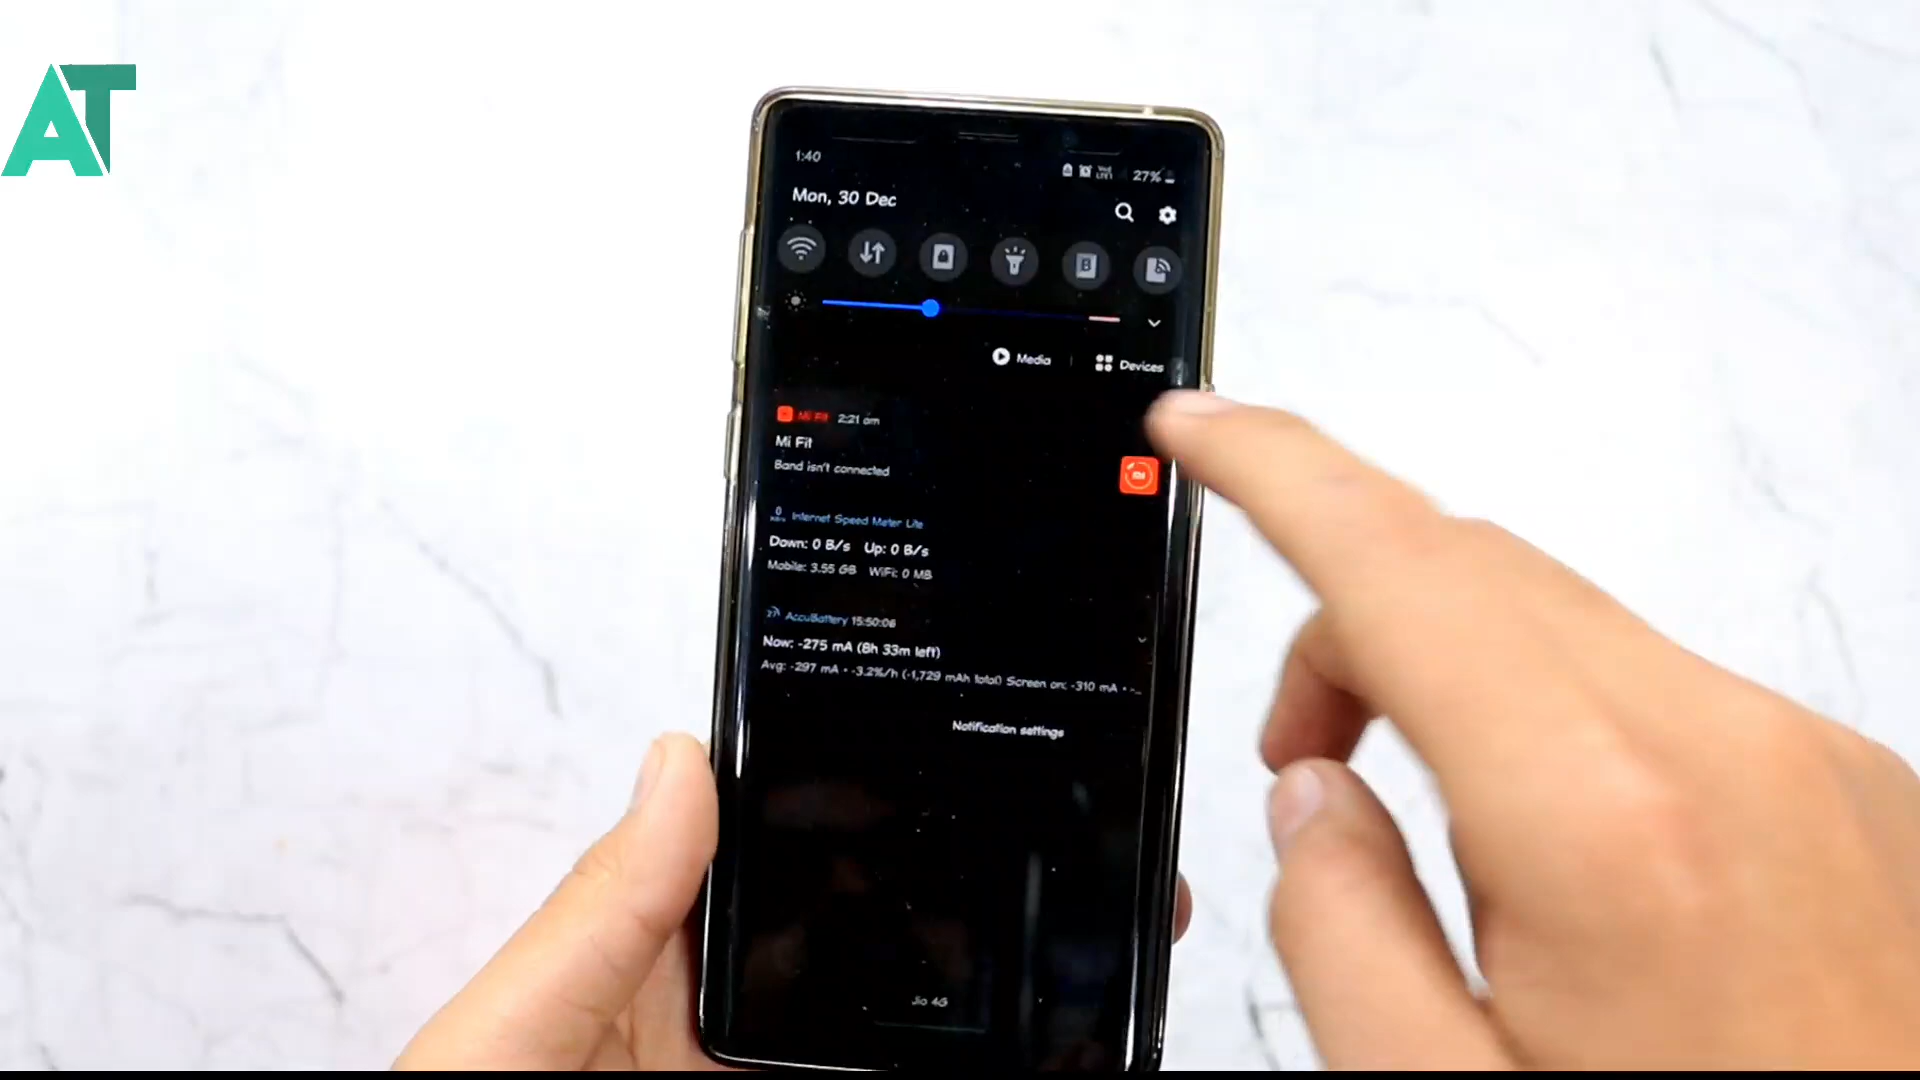 AT
1:40
27%
Mon, 30 Dec
Media | Devices
Mi Fit 2:21 am
Mi Fit
Band isn't connected
Internet Speed Meter Lite
Down: 0 B/s Up: 0 B/s
Mobile: 3.55 GB WiFi: 0 MB
AccuBattery 15:50:06
Now: -275 mA (8h 33m left)
Avg: -297 mA • -3.2%/h (-1,729 mAh total) Screen on: -310 mA •
Notification settings
Jio 4G